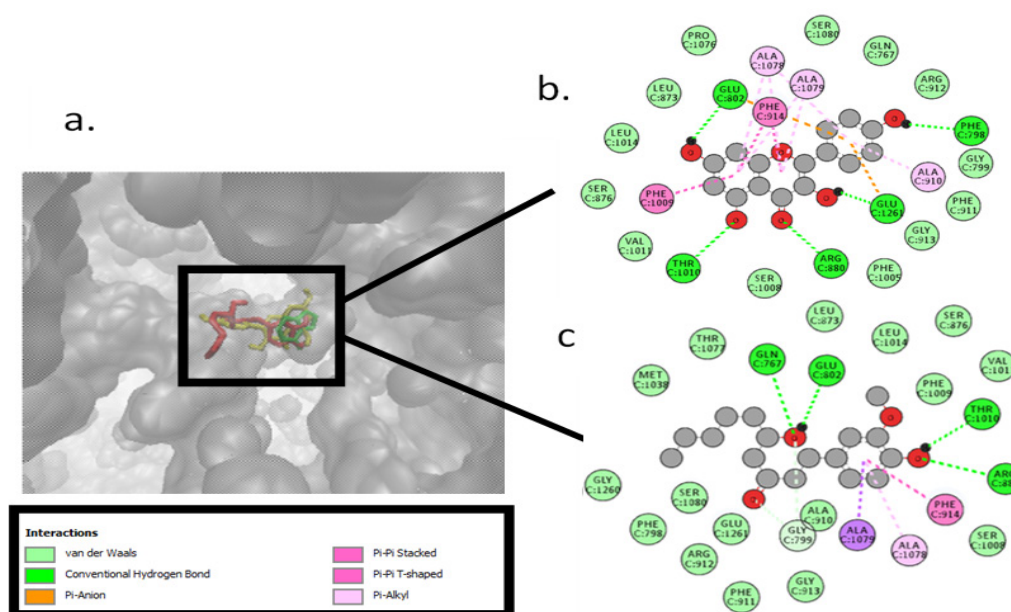 a.
b.
PRO
C:1076
SER
C:1080
GLN
C:767
ALA
C:1078
ALA
C:1079
LEU
C:873
GLU
C:802
PHE
C:914
ARG
C:912
PHE
C:798
LEU
C:1014
GLY
C:799
ALA
C:910
SER
C:876
PHE
C:1009
GLU
C:1261
PHE
C:911
GLY
C:913
VAL
C:1011
THR
C:1010
ARG
C:880
PHE
C:1005
SER
C:1008
c
LEU
C:873
SER
C:876
THR
C:1077
LEU
C:1014
GLN
C:767
GLU
C:802
VAL
MET
C:1038
PHE
C:1009
THR
C:1010
GLY
C:1260
SER
C:1080
ALA
C:910
PHE
C:914
PHE
C:798
GLU
C:1261
GLY
C:799
ALA
C:1079
ALA
C:1078
SER
C:1008
ARG
C:912
PHE
C:911
GLY
C:913
Interactions
van der Waals
Conventional Hydrogen Bond
Pi-Anion
Pi-Pi Stacked
Pi-Pi T-shaped
Pi-Alkyl